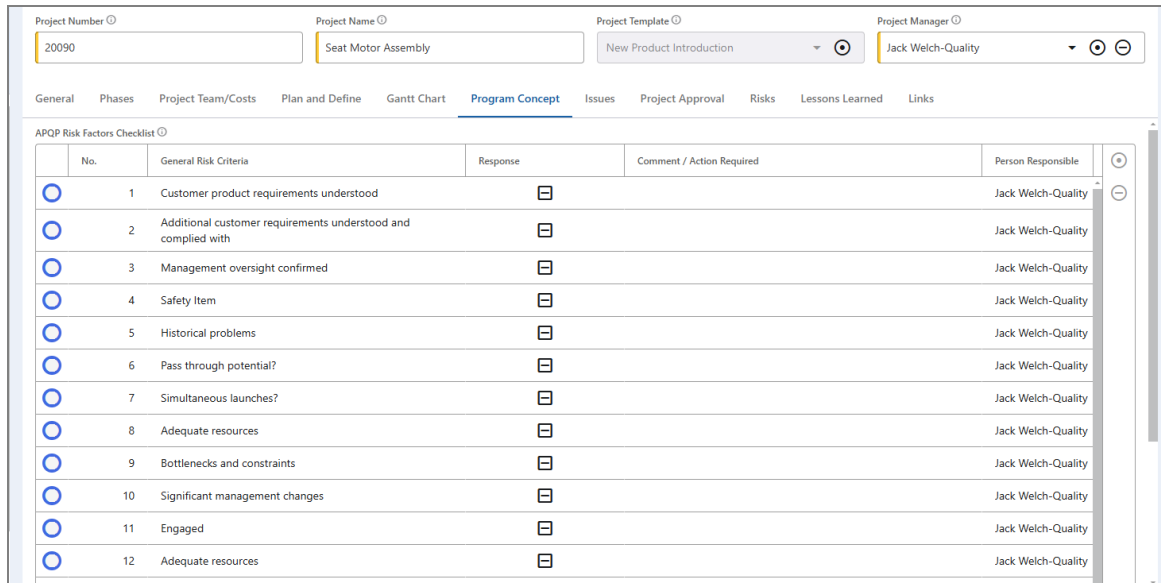 Project Number Project Name Project Template Project Manager
20090 Seat Motor Assembly New Product Introduction Jack Welch-Quality
General Phases Project Team/Costs Plan and Define Gantt Chart Program Concept Issues Project Approval Risks Lessons Learned Links
APQP Risk Factors Checklist
No. General Risk Criteria Response Comment / Action Required Person Responsible
1 Customer product requirements understood Jack Welch-Quality
2 Additional customer requirements understood and
complied with Jack Welch-Quality
3 Management oversight confirmed Jack Welch-Quality
4 Safety Item Jack Welch-Quality
5 Historical problems Jack Welch-Quality
6 Pass through potential? Jack Welch-Quality
7 Simultaneous launches? Jack Welch-Quality
8 Adequate resources Jack Welch-Quality
9 Bottlenecks and constraints Jack Welch-Quality
10 Significant management changes Jack Welch-Quality
11 Engaged Jack Welch-Quality
12 Adequate resources Jack Welch-Quality